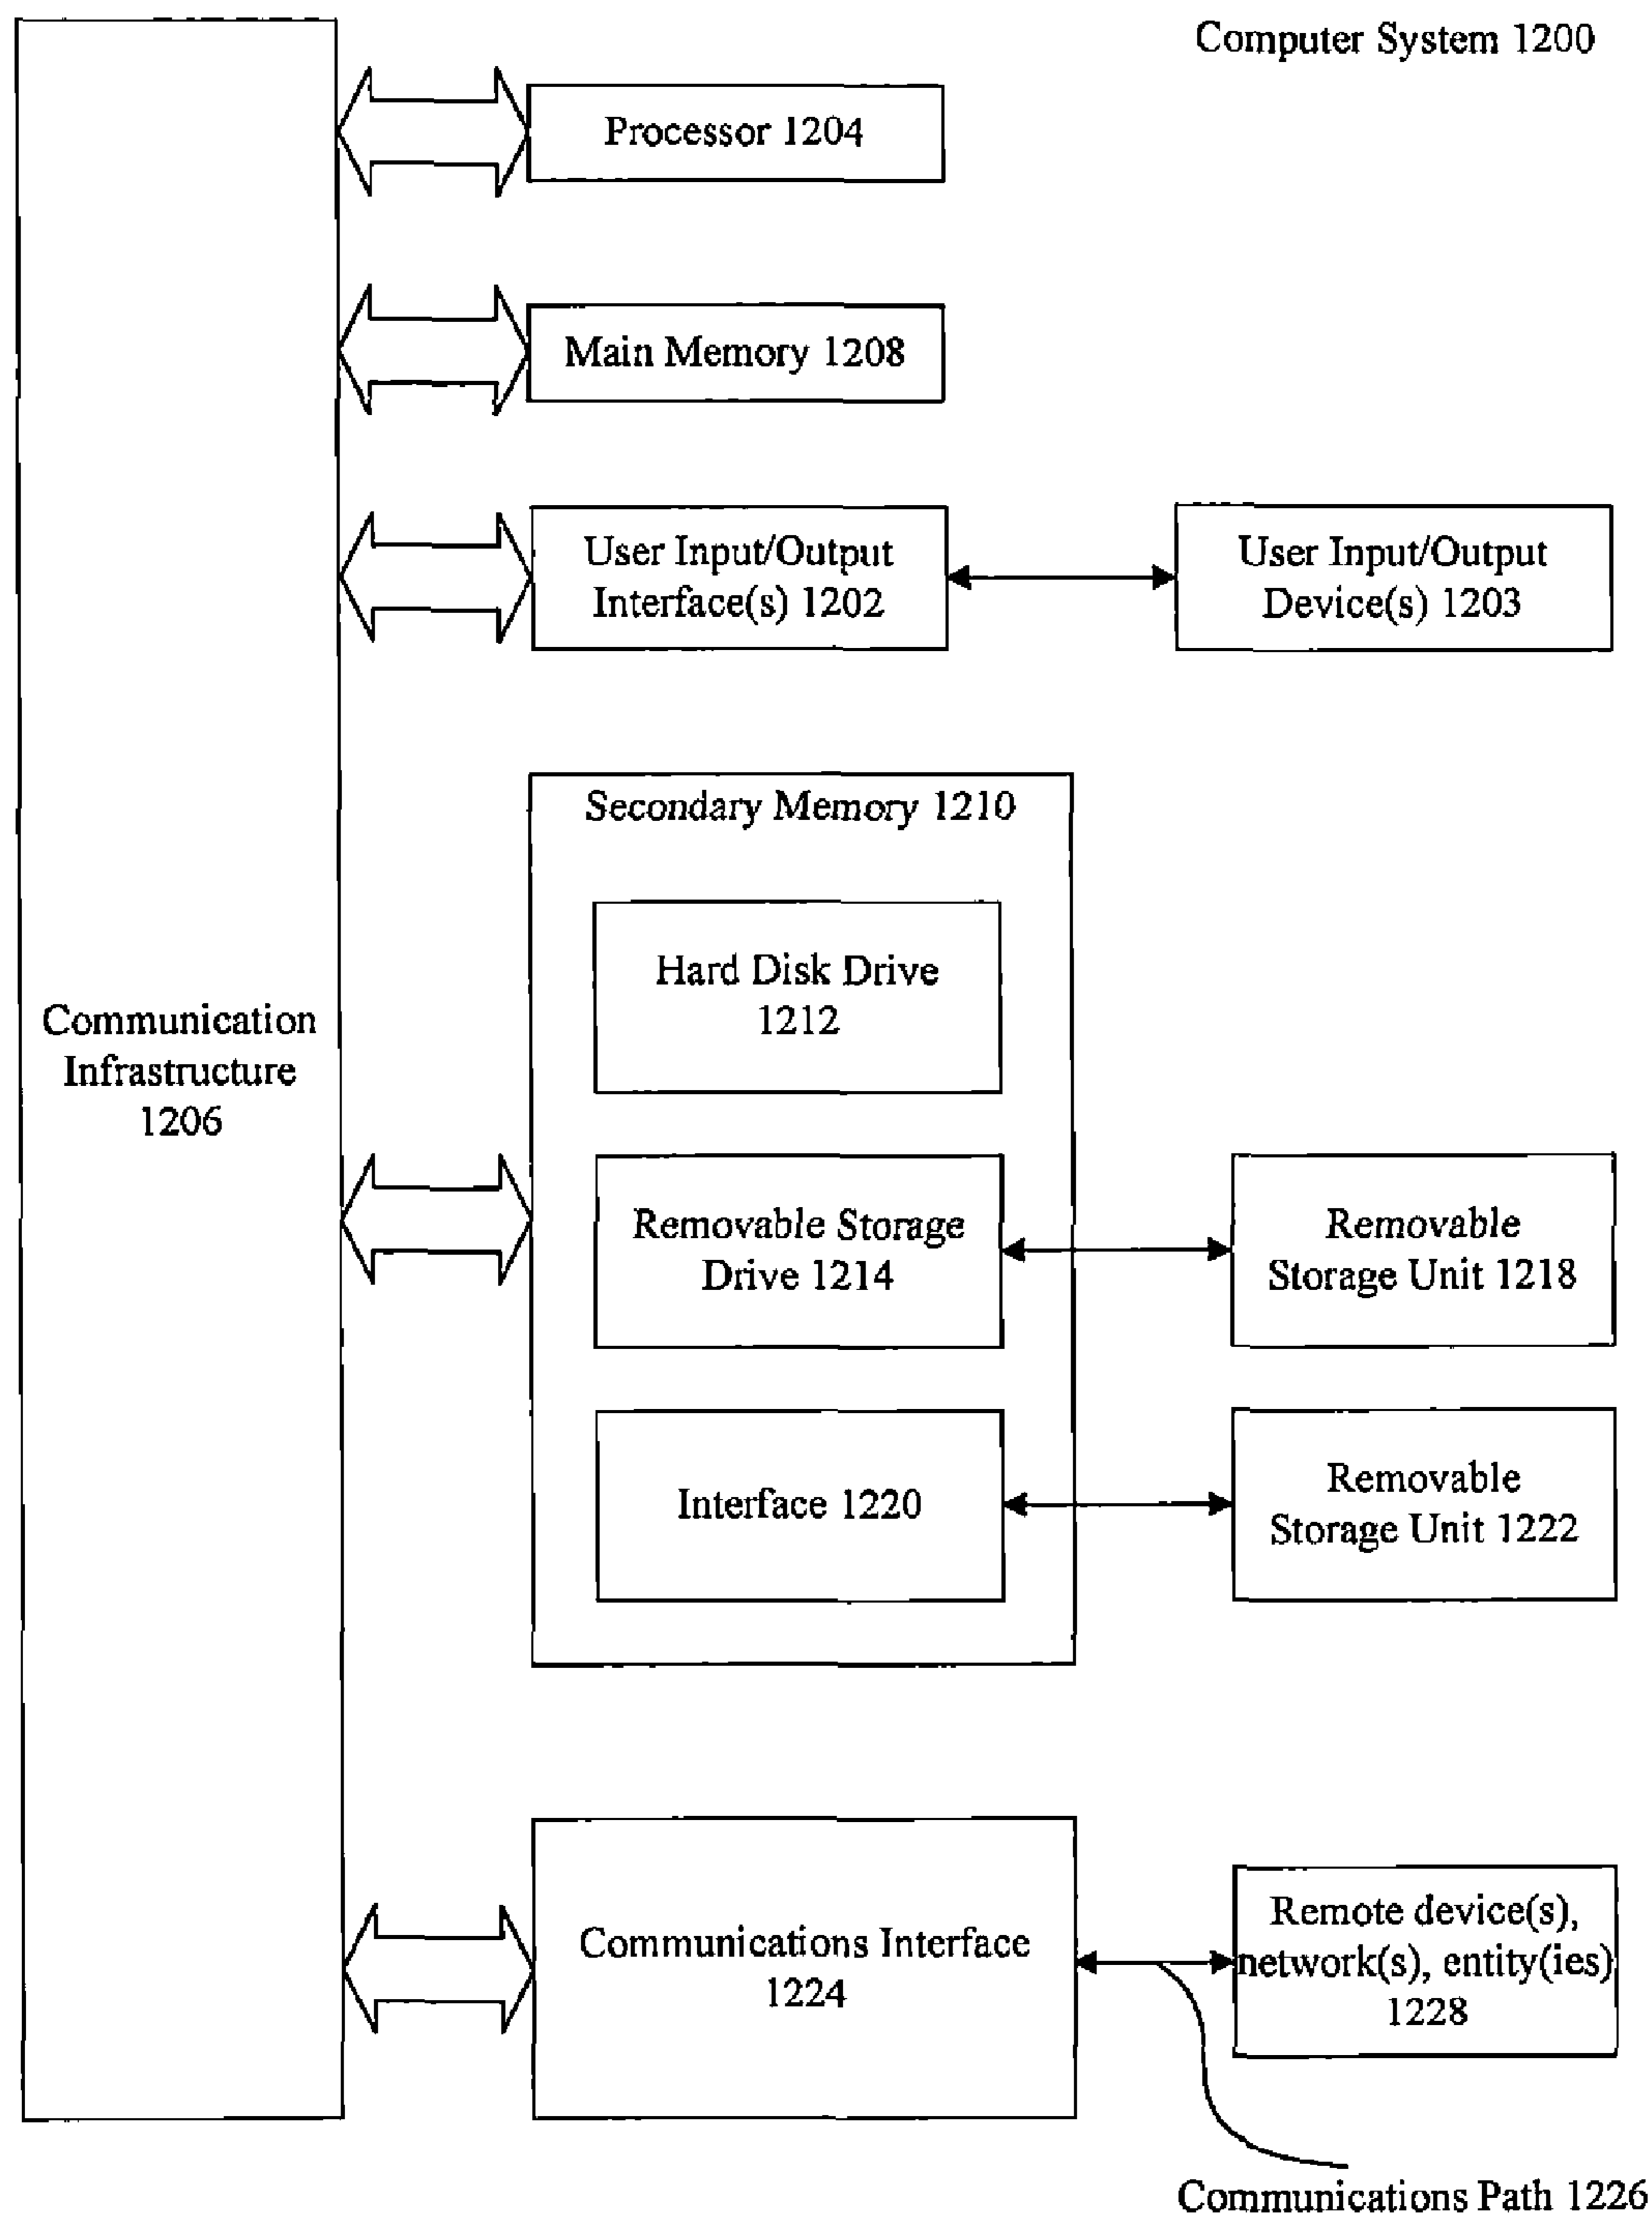 Computer System 1200
Processor 1204
Main Memory 1208
User Input/Output
Interface(s) 1202
User Input/Output
Device(s) 1203
Secondary Memory 1210
Hard Disk Drive
1212
Communication
Infrastructure
1206
Removable Storage
Drive 1214
Removable
Storage Unit 1218
Interface 1220
Removable
Storage Unit 1222
Communications Interface
1224
Remote device(s),
network(s), entity(ies)
1228
Communications Path 1226